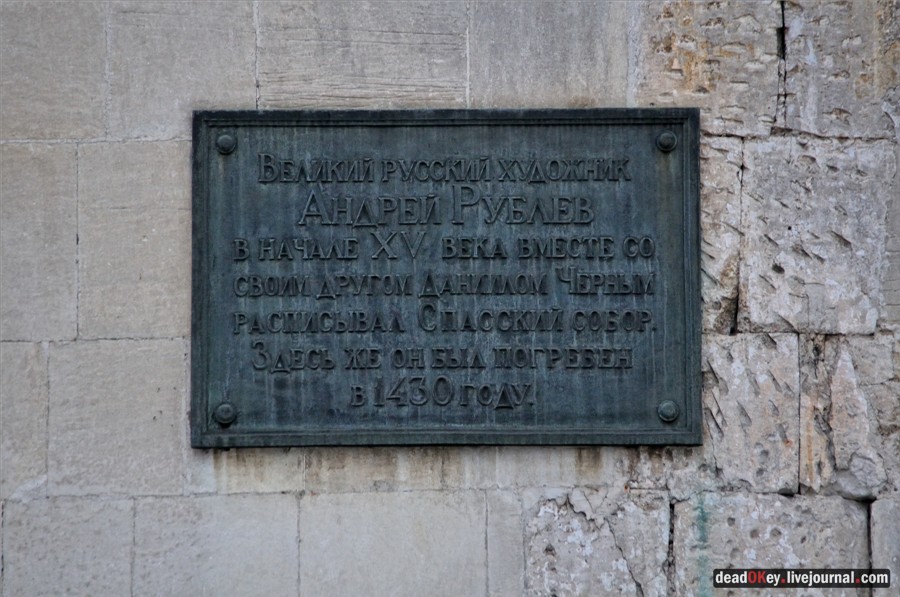 Великий русский художник
Андрей Рублев
в начале XV века вместе со
своим другом Даниилом Чёрным
расписывал Спасский собор.
Здесь же он был погребен
в 1430 году.
deadOKey.livejournal.com